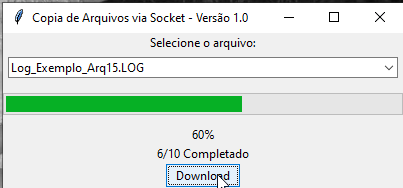 Copia de Arquivos via Socket - Versão 1.0
Selecione o arquivo:
Log_Exemplo_Arq15.LOG
60%
6/10 Completado
Download